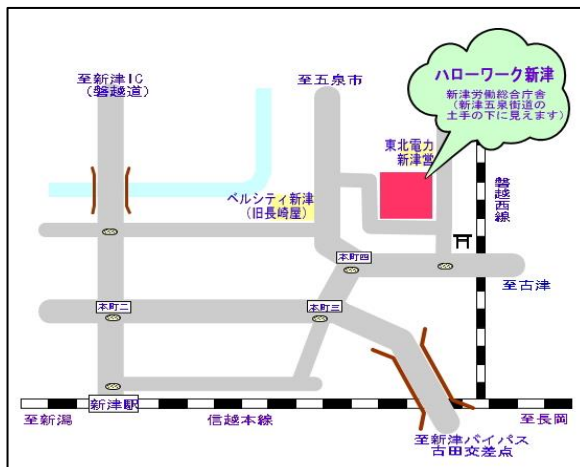 至新津IC
（磐越道）
至五泉市
ハローワーク新津
新津労働総合庁舎
（新津五泉街道の
土手の下に見えます）
東北電力
新津営
ベルシティ新津
（旧長崎屋）
磐越西線
本町四
至古津
本町二
本町三
新津駅
至新潟
信越本線
至長岡
至新津バイパス
古田交差点